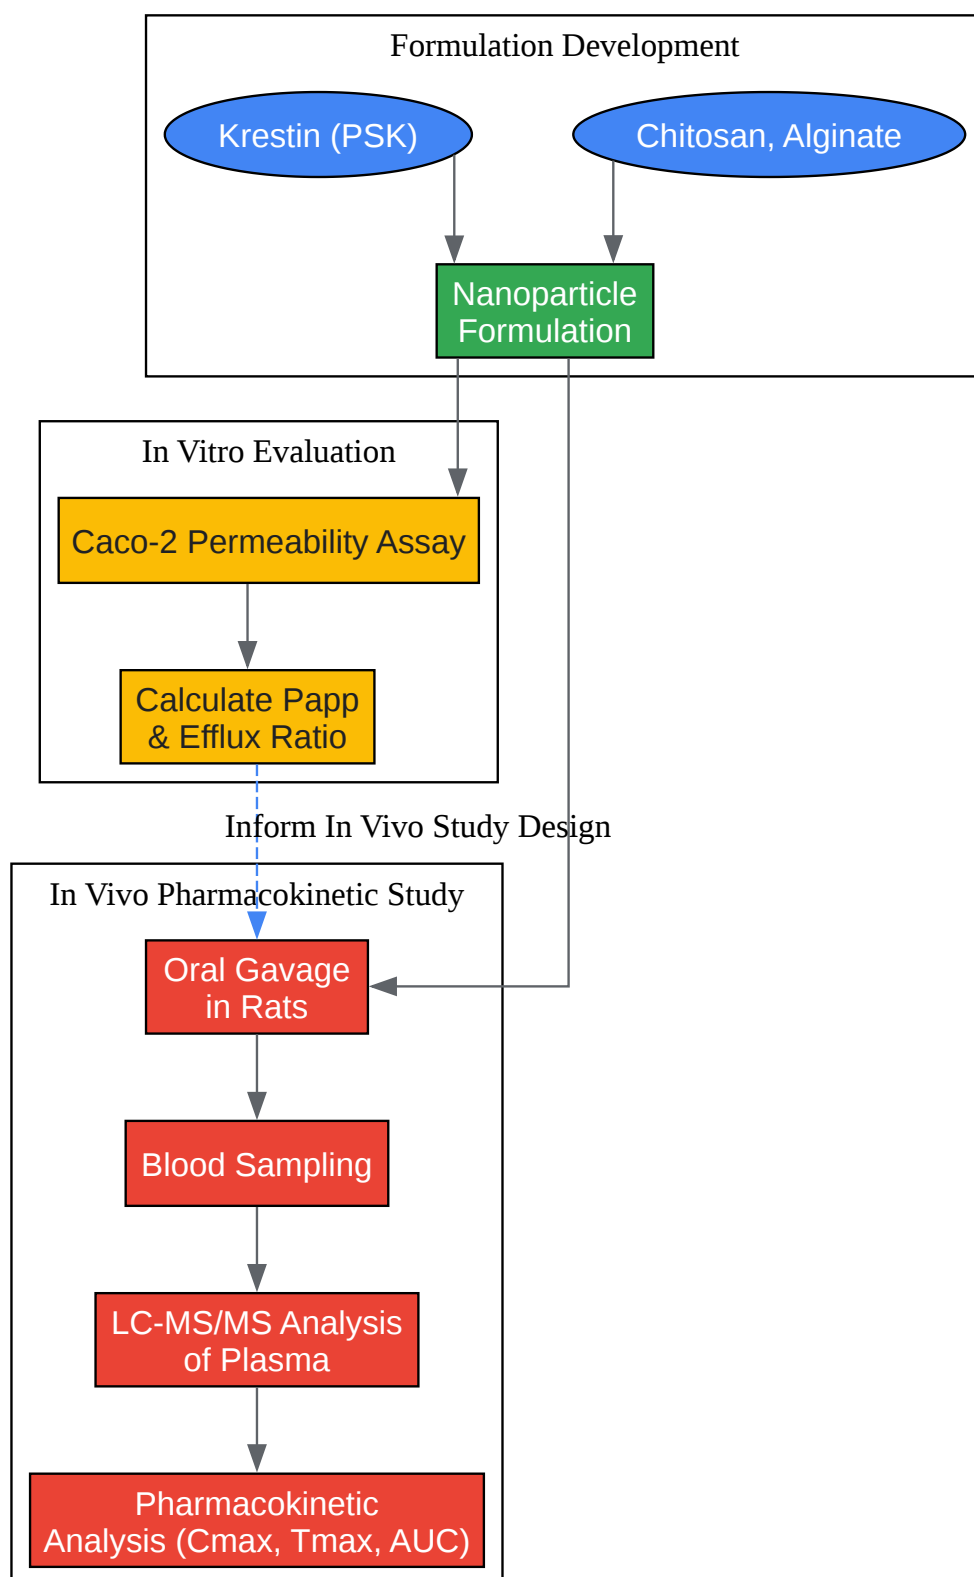 Formulation Development
Krestin (PSK)
Chitosan, Alginate
Nanoparticle
Formulation
In Vitro Evaluation
Caco-2 Permeability Assay
Calculate Papp
& Efflux Ratio
Inform In Vivo Study Design
In Vivo Pharmacokinetic Study
Oral Gavage
in Rats
Blood Sampling
LC-MS/MS Analysis
of Plasma
Pharmacokinetic
Analysis (Cmax, Tmax, AUC)